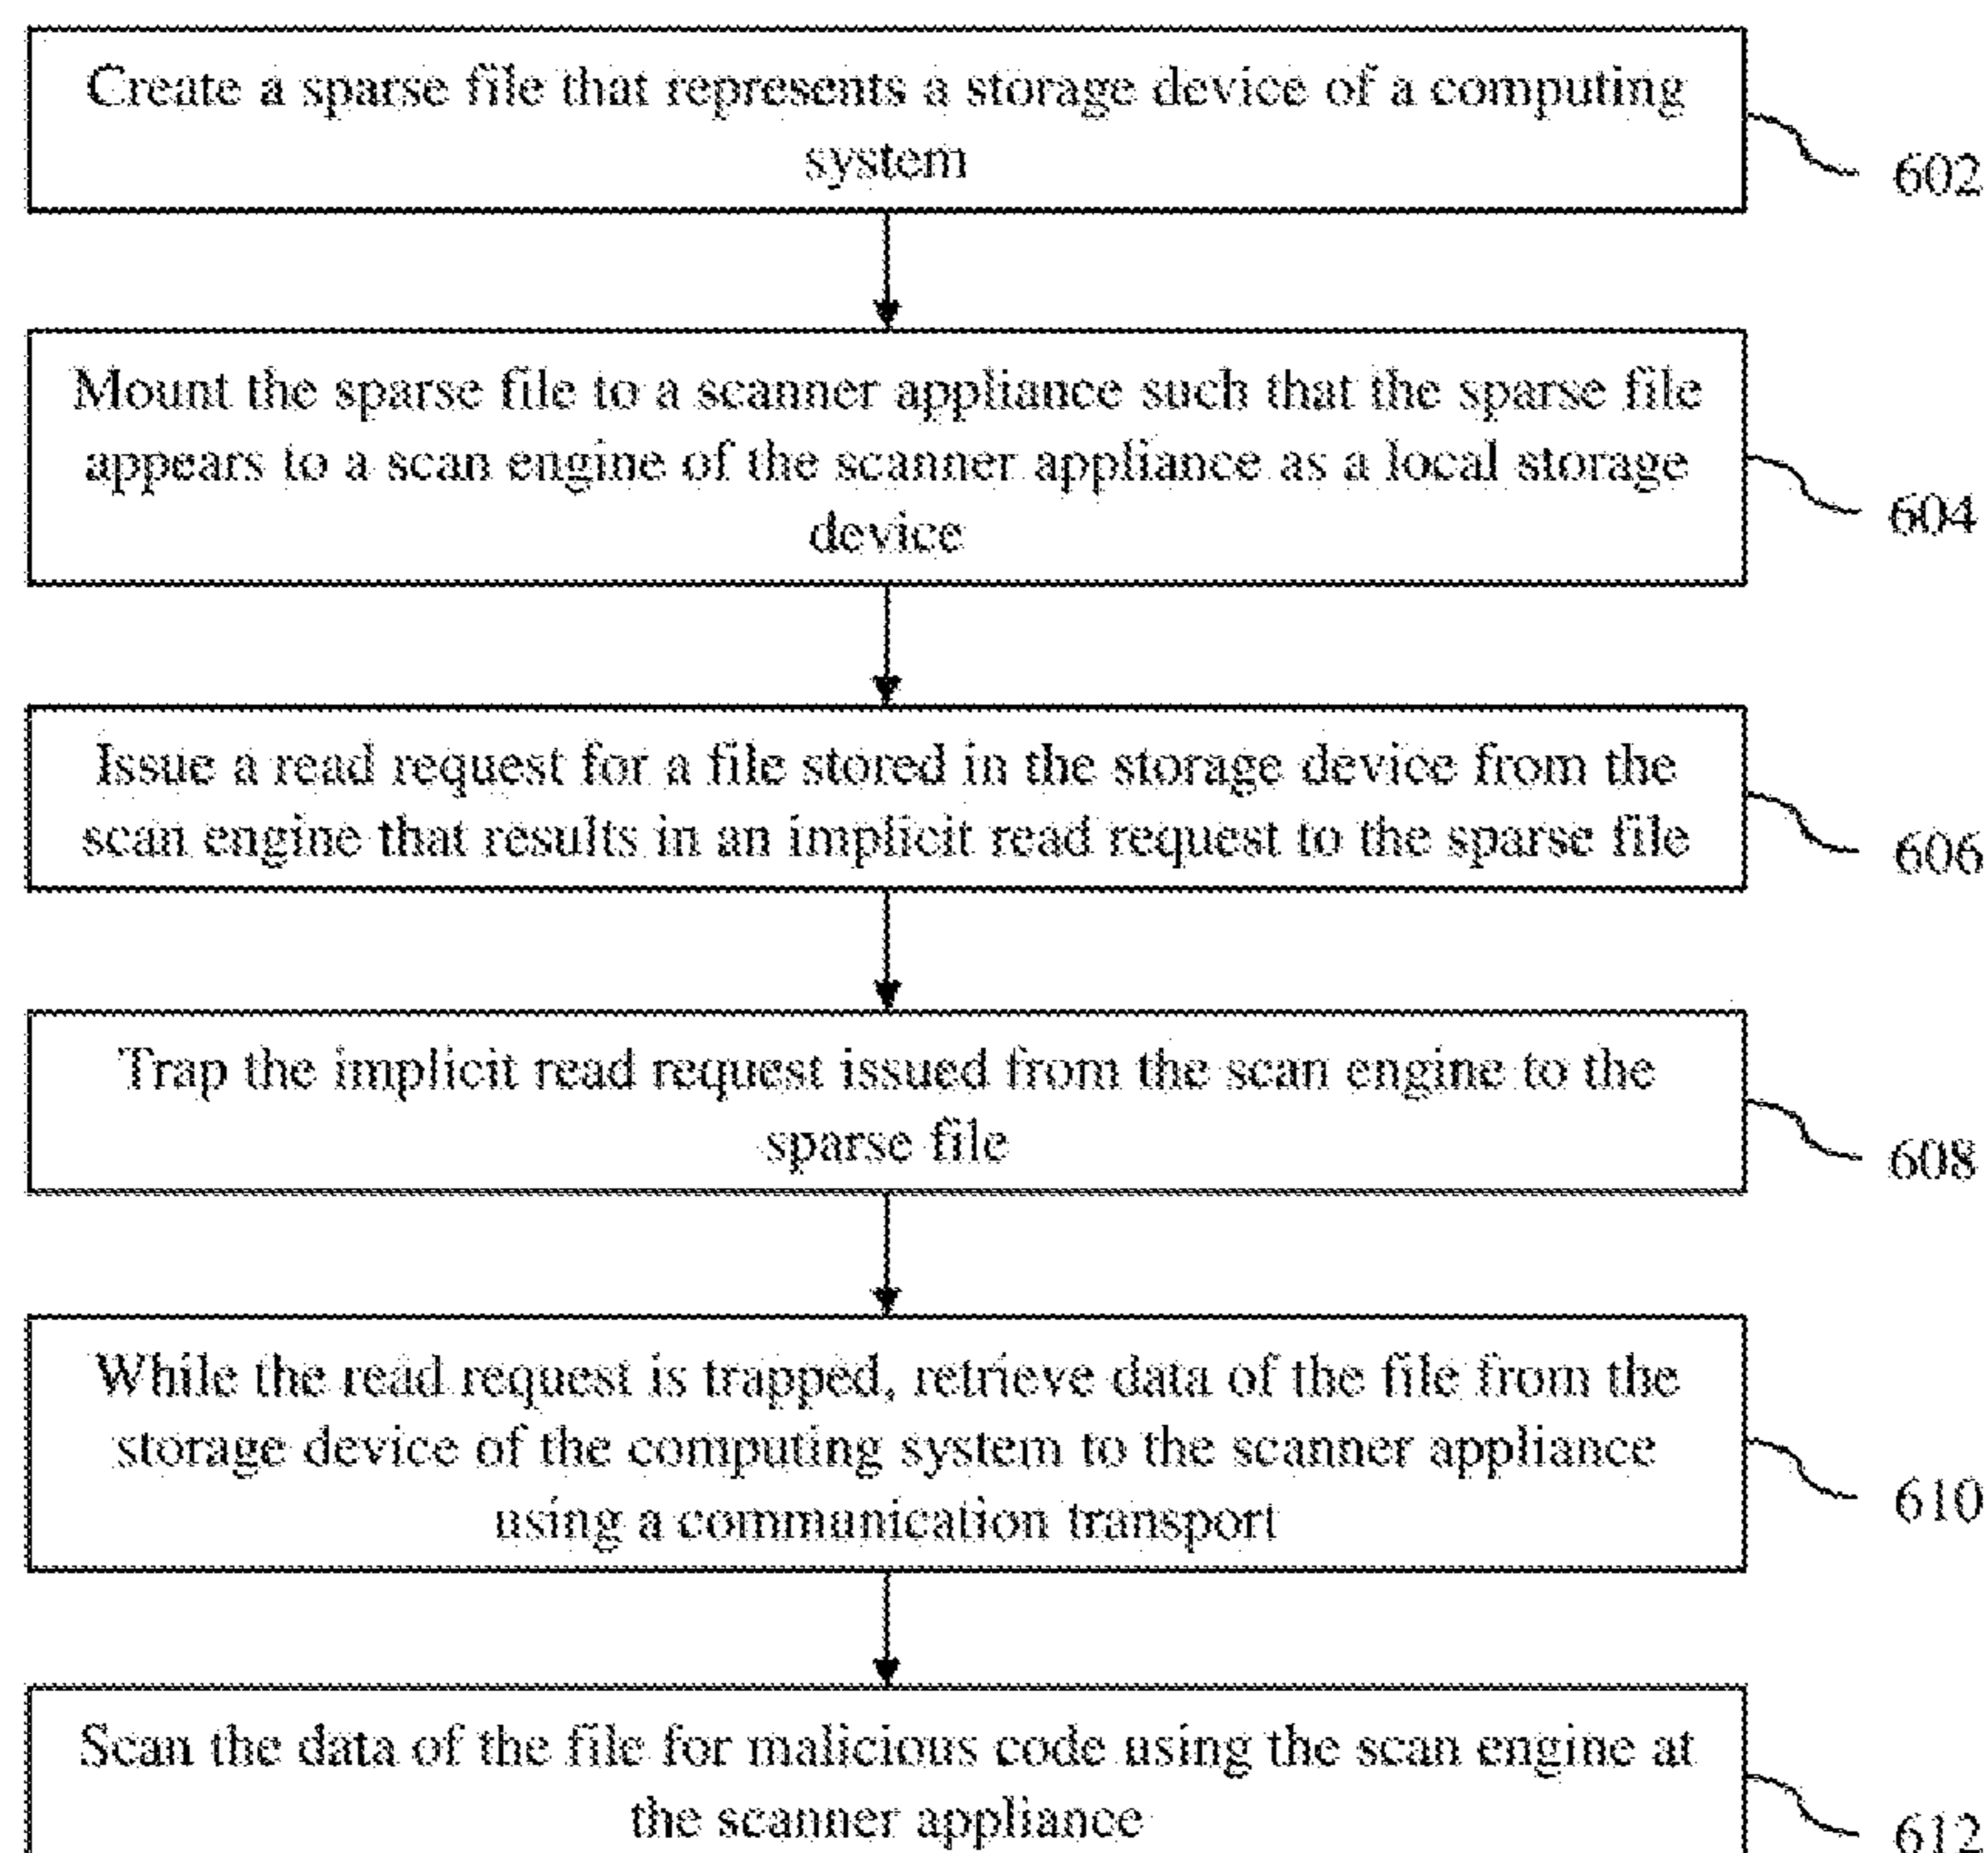 Create a sparse file that represents a storage device of a computing
system
602
Mount the sparse file to a scanner appliance such that the sparse file
appears to a scan engine of the scanner appliance as a local storage
device
604
Issue a read request for a file stored in the storage device from the
scan engine that results in an implicit read request to the sparse file
606
Trap the implicit read request issued from the scan engine to the
sparse file
608
While the read request is trapped, retrieve data of the file from the
storage device of the computing system to the scanner appliance
using a communication transport
610
Scan the data of the file for malicious code using the scan engine at
the scanner appliance
612